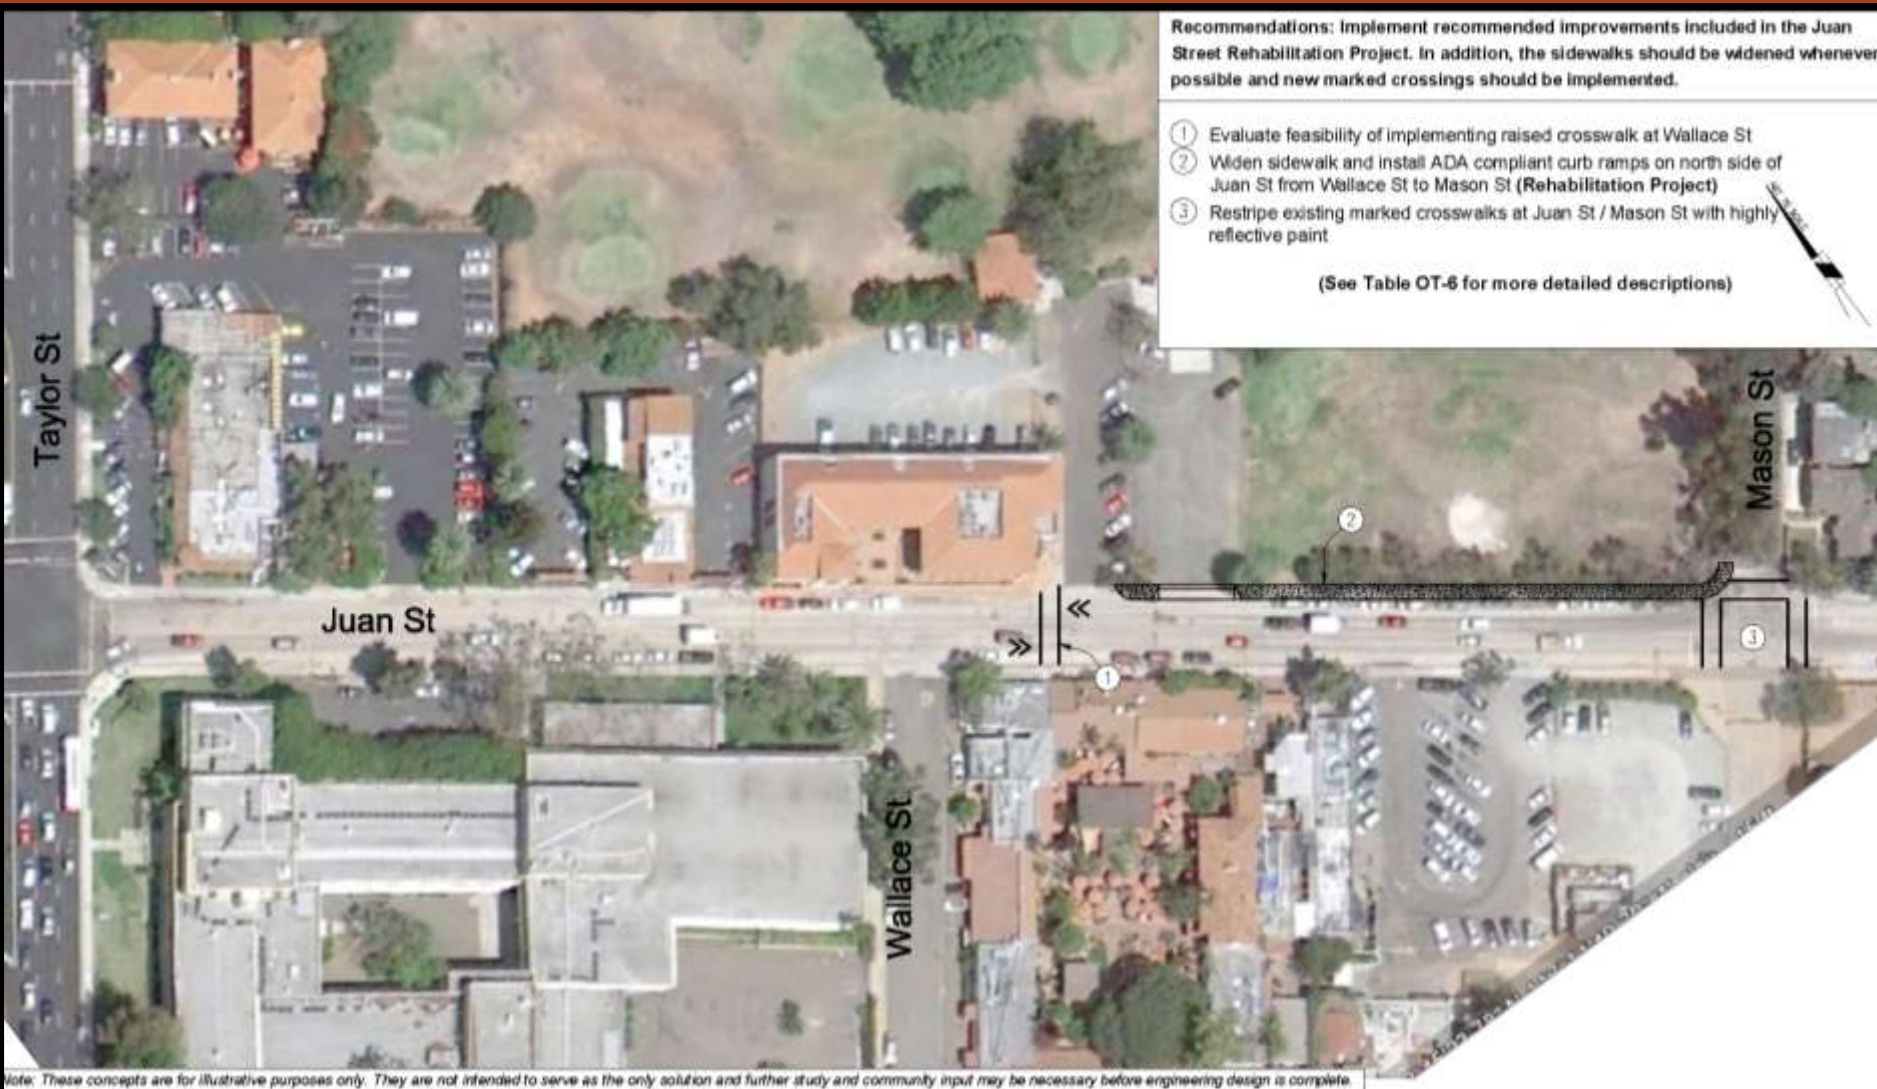 Recommendations: Implement recommended improvements included in the Juan
Street Rehabilitation Project. In addition, the sidewalks should be widened whenever
possible and new marked crossings should be implemented.
1 Evaluate feasibility of implementing raised crosswalk at Wallace St
2 Widen sidewalk and install ADA compliant curb ramps on north side of
Juan St from Wallace St to Mason St (Rehabilitation Project)
3 Restripe existing marked crosswalks at Juan St / Mason St with highly
reflective paint
(See Table OT-6 for more detailed descriptions)
Taylor St
Mason St
2
Juan St
3
1
Wallace St
Note: These concepts are for illustrative purposes only. They are not intended to serve as the only solution and further study and community input may be necessary before engineering design is complete.